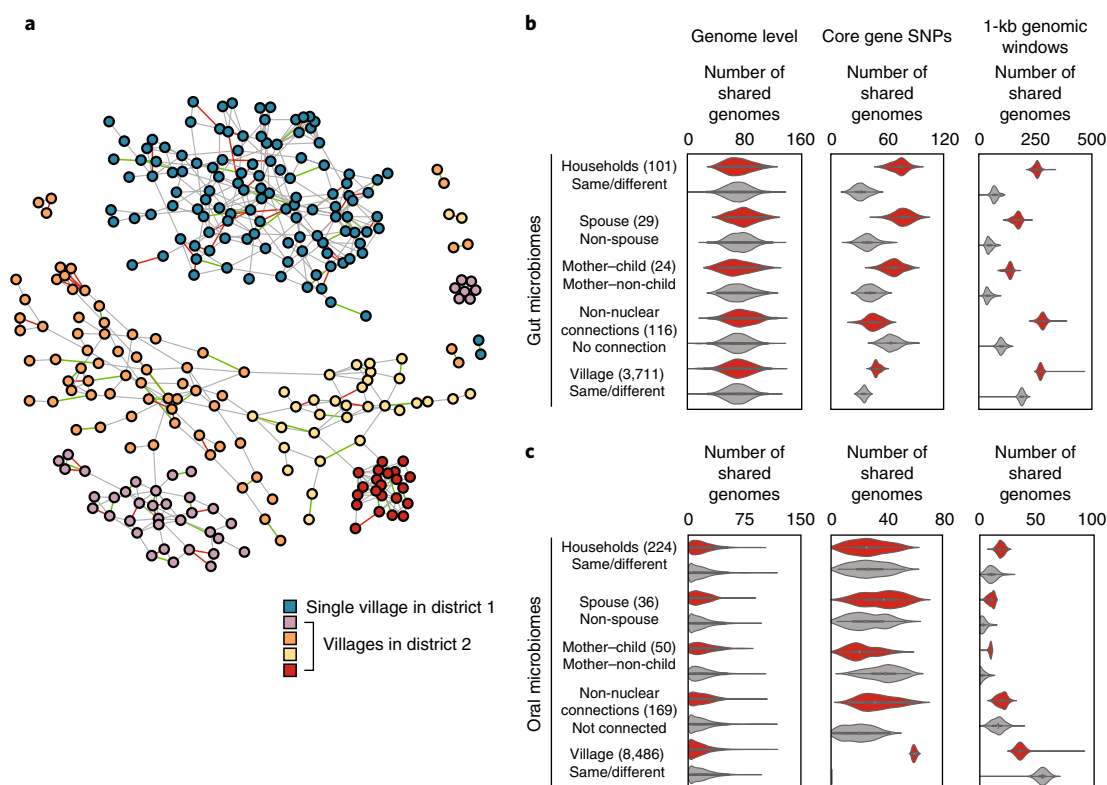 a
Single village in district 1
Villages in district 2
b
Genome level
Core gene SNPs
1-kb genomic
windows
Number of
shared
genomes
Number of
shared
genomes
Number of
shared
genomes
0 80 160
0 60 120
0 250 500
Gut microbiomes
Households (101)
Same/different
Spouse (29)
Non-spouse
Mother–child (24)
Mother–non-child
Non-nuclear
connections (116)
No connection
Village (3,711)
Same/different
c
Number of
shared
genomes
Number of
shared
genomes
Number of
shared
genomes
0 75 150
0 40 80
0 50 100
Oral microbiomes
Households (224)
Same/different
Spouse (36)
Non-spouse
Mother–child (50)
Mother–non-child
Non-nuclear
connections (169)
Not connected
Village (8,486)
Same/different